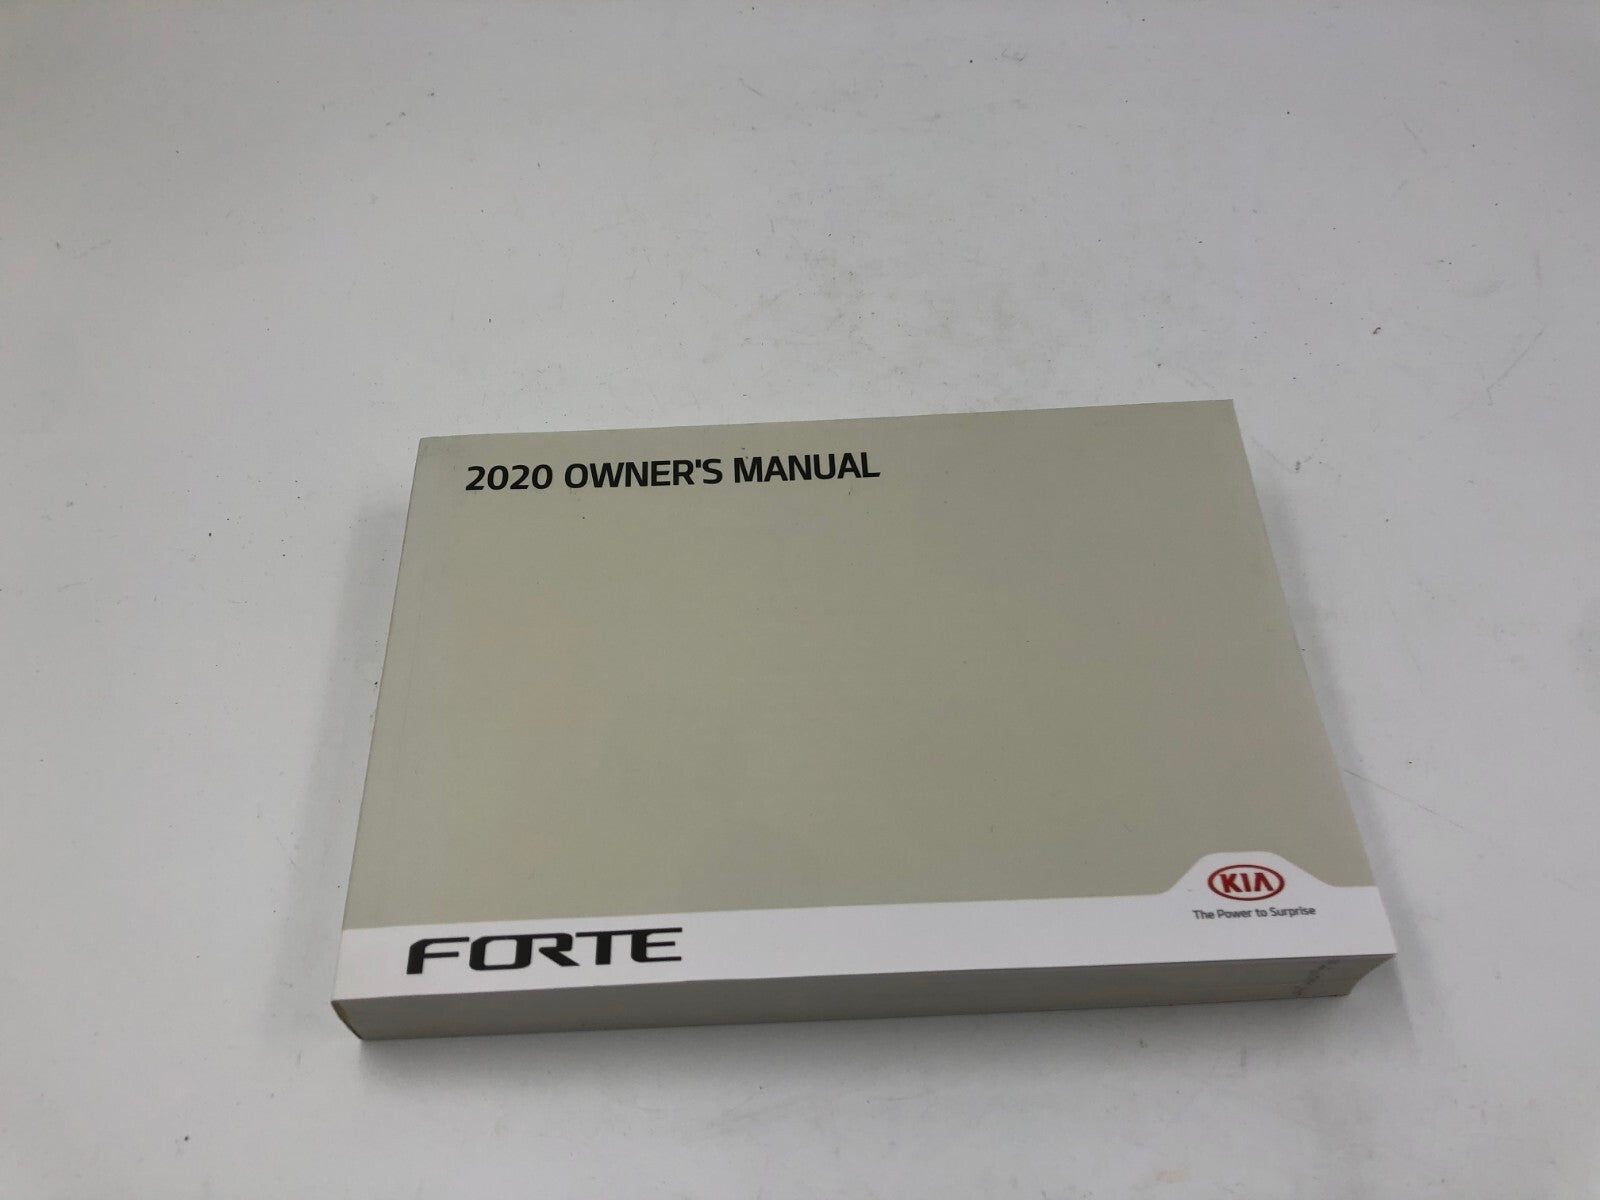 2020 OWNER'S MANUAL
KIA
The Power to Surprise
FORTE